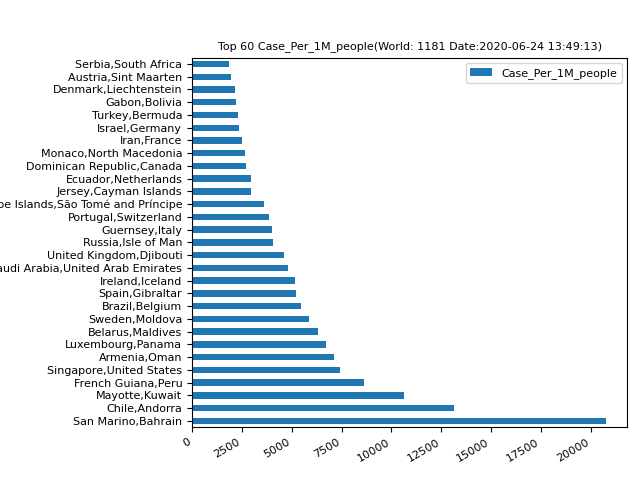 Top 60 Case_Per_1M_people(World: 1181 Date:2020-06-24 13:49:13)
Case_Per_1M_people
Serbia,South Africa
Austria,Sint Maarten
Denmark,Liechtenstein
Gabon,Bolivia
Turkey,Bermuda
Israel,Germany
Iran,France
Monaco,North Macedonia
Dominican Republic,Canada
Ecuador,Netherlands
Jersey,Cayman Islands
Islands,São Tomé and Príncipe
Portugal,Switzerland
Guernsey,Italy
Russia,Isle of Man
United Kingdom,Djibouti
Arabia,United Arab Emirates
Ireland,Iceland
Spain,Gibraltar
Brazil,Belgium
Sweden,Moldova
Belarus,Maldives
Luxembourg,Panama
Armenia,Oman
Singapore,United States
French Guiana,Peru
Mayotte,Kuwait
Chile,Andorra
San Marino,Bahrain
0 2500 5000 7500 10000 12500 15000 17500 20000